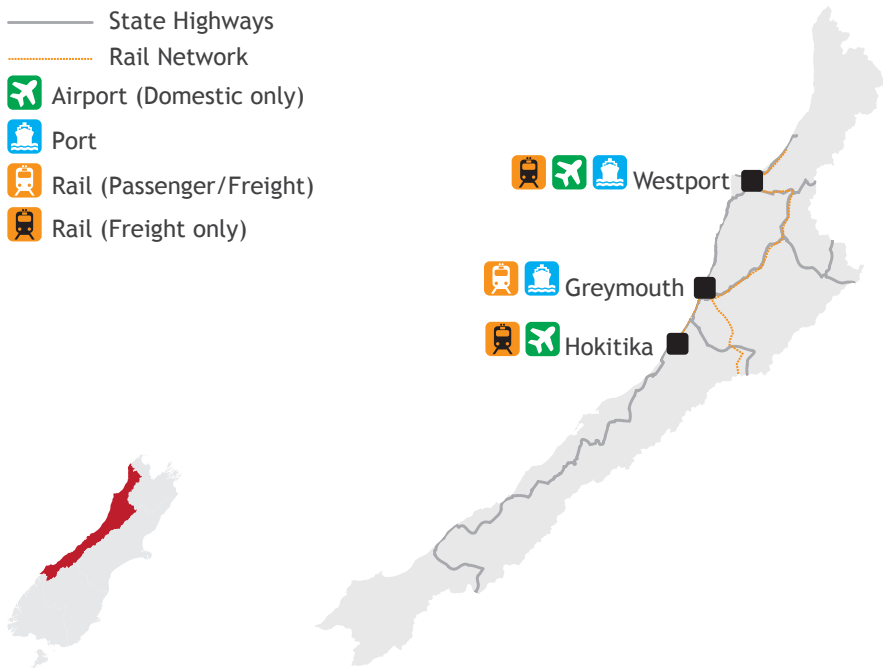 State Highways
Rail Network
Airport (Domestic only)
Port
Rail (Passenger/Freight)
Rail (Freight only)
Westport
Greymouth
Hokitika